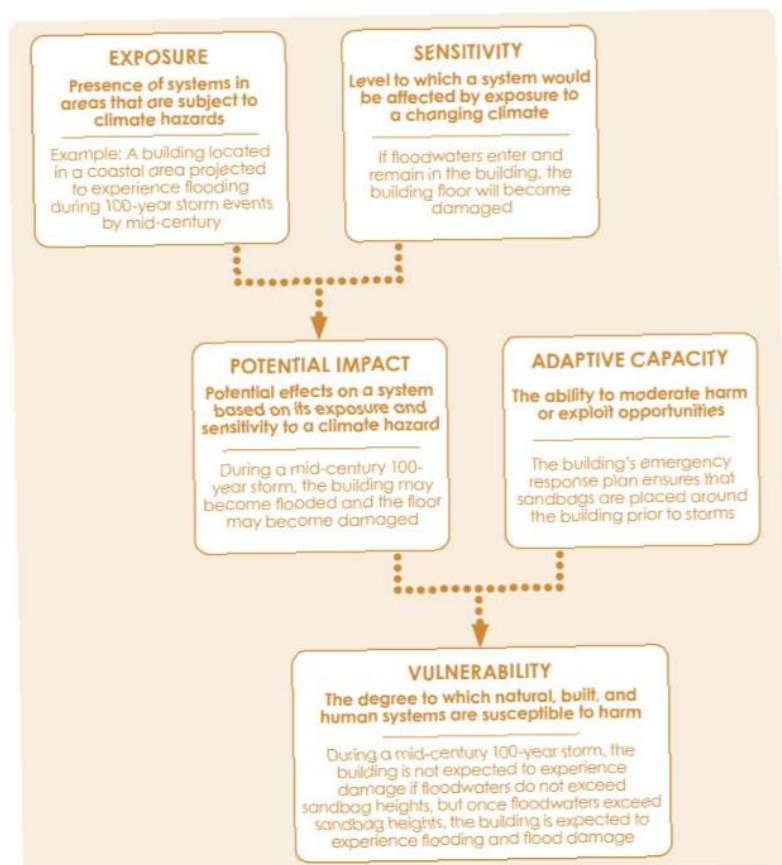 EXPOSURE
Presence of systems in
areas that are subject to
climate hazards
Example: A building located
in a coastal area projected
to experience flooding
during 100-year storm events
by mid-century
SENSITIVITY
Level to which a system would
be affected by exposure to
a changing climate
If floodwaters enter and
remain in the building, the
building floor will become
damaged
POTENTIAL IMPACT
Potential effects on a system
based on its exposure and
sensitivity to a climate hazard
During a mid-century 100-
year storm, the building may
become flooded and the floor
may become damaged
ADAPTIVE CAPACITY
The ability to moderate harm
or exploit opportunities
The building's emergency
response plan ensures that
sandbags are placed around
the building prior to storms
VULNERABILITY
The degree to which natural, built, and
human systems are susceptible to harm
During a mid-century 100-year storm, the
building is not expected to experience
damage if floodwaters do not exceed
sandbag heights, but once floodwaters exceed
sandbag heights, the building is expected to
experience flooding and flood damage